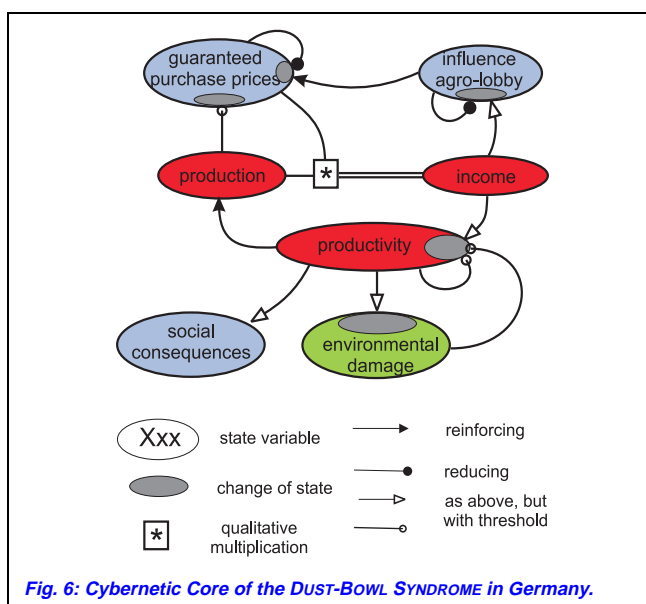 guaranteed
purchase prices
influence
agro-lobby
production
*
income
productivity
social
consequences
environmental
damage
Xxx
state variable
reinforcing
change of state
reducing
*
qualitative
multiplication
as above, but
with threshold
Fig. 6: Cybernetic Core of the DUST-BOWL SYNDROME in Germany.